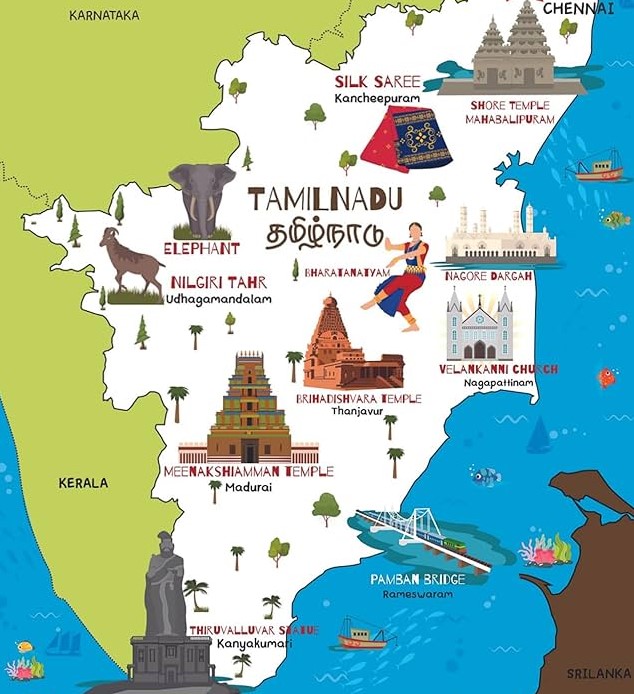 KARNATAKA
CHENNAI
SILK SAREE
Kancheepuram
SHORE TEMPLE
MAHABALIPURAM
TAMILNADU
தமிழ்நாடு
ELEPHANT
NILGIRI TAHR
Udhagamandalam
BHARATANATYAM
NAGORE DARGAH
VELANKANNI CHURCH
Nagapattinam
BRIHADISHVARA TEMPLE
Thanjavur
MEENAKSHIAMMAN TEMPLE
Madurai
KERALA
PAMBAN BRIDGE
Rameswaram
THIRUVALLUVAR STATUE
Kanyakumari
SRILANKA